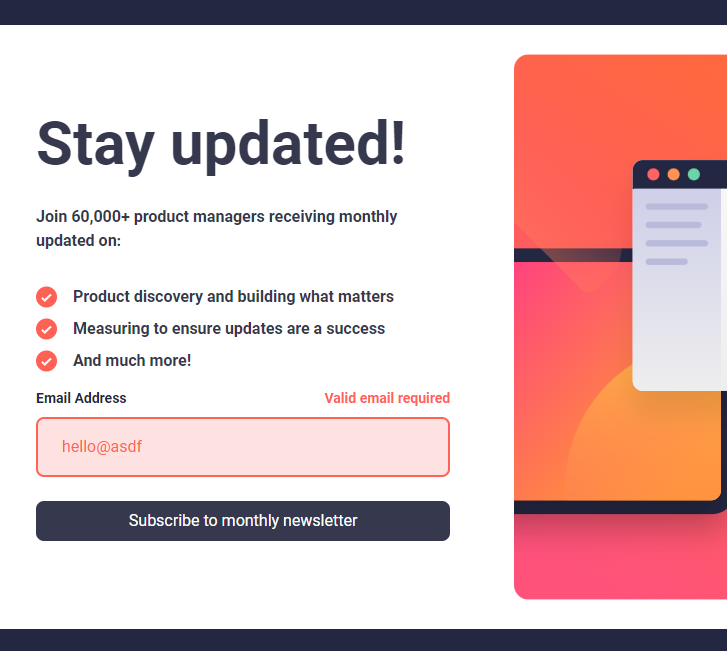 Stay updated!
Join 60,000+ product managers receiving monthly
updated on:
Product discovery and building what matters
Measuring to ensure updates are a success
And much more!
Email Address Valid email required
hello@asdf
Subscribe to monthly newsletter